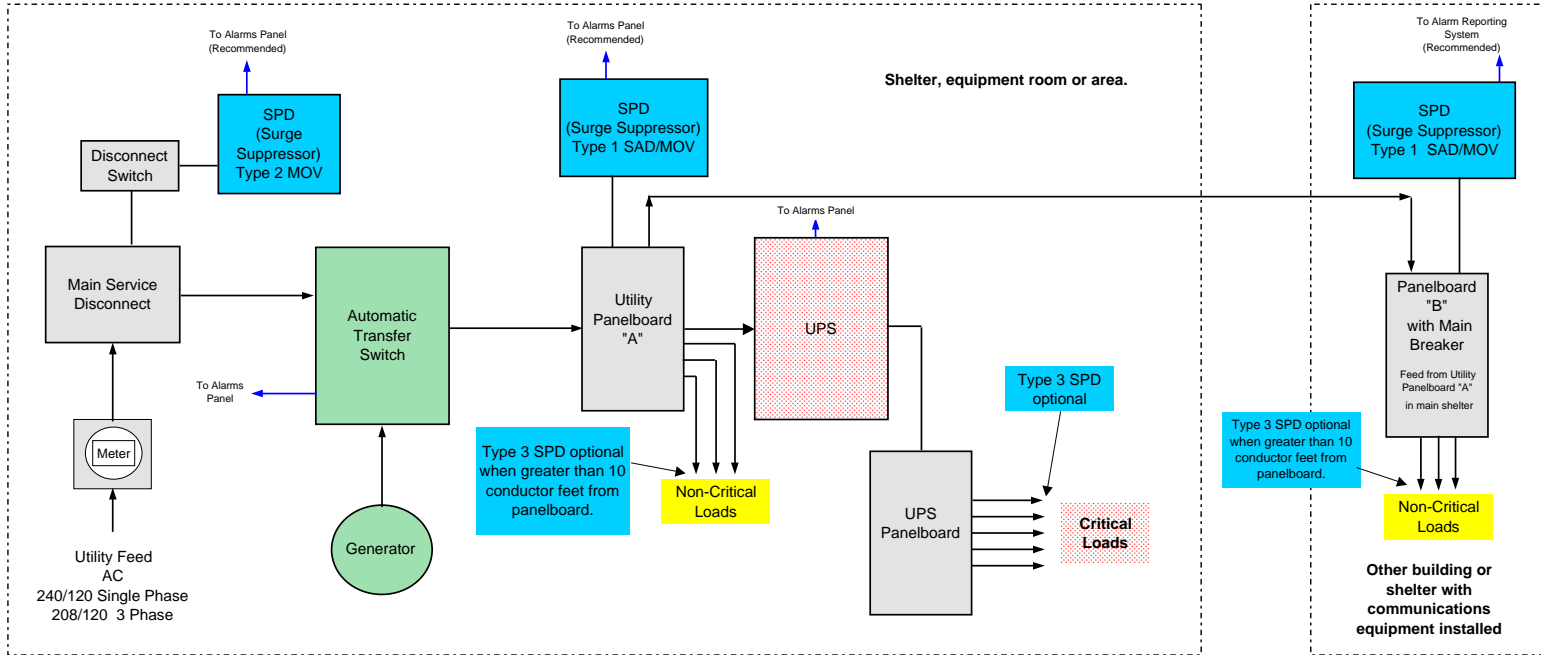 To Alarms Panel
(Recommended)
SPD
(Surge
Suppressor)
Type 2 MOV
Disconnect
Switch
Main Service
Disconnect
Meter
Utility Feed
AC
240/120 Single Phase
208/120 3 Phase
Automatic
Transfer
Switch
To Alarms
Panel
Generator
To Alarms Panel
(Recommended)
SPD
(Surge Suppressor)
Type 1 SAD/MOV
Utility
Panelboard
"A"
Type 3 SPD optional
when greater than 10
conductor feet from
panelboard.
Non-Critical
Loads
Shelter, equipment room or area.
To Alarms Panel
UPS
UPS
Panelboard
Type 3 SPD
optional
Critical
Loads
To Alarm Reporting
System
(Recommended)
SPD
(Surge Suppressor)
Type 1 SAD/MOV
Panelboard
"B"
with Main
Breaker
Feed from Utility
Panelboard "A"
in main shelter
Type 3 SPD optional
when greater than 10
conductor feet from
panelboard.
Non-Critical
Loads
Other building or
shelter with
communications
equipment installed